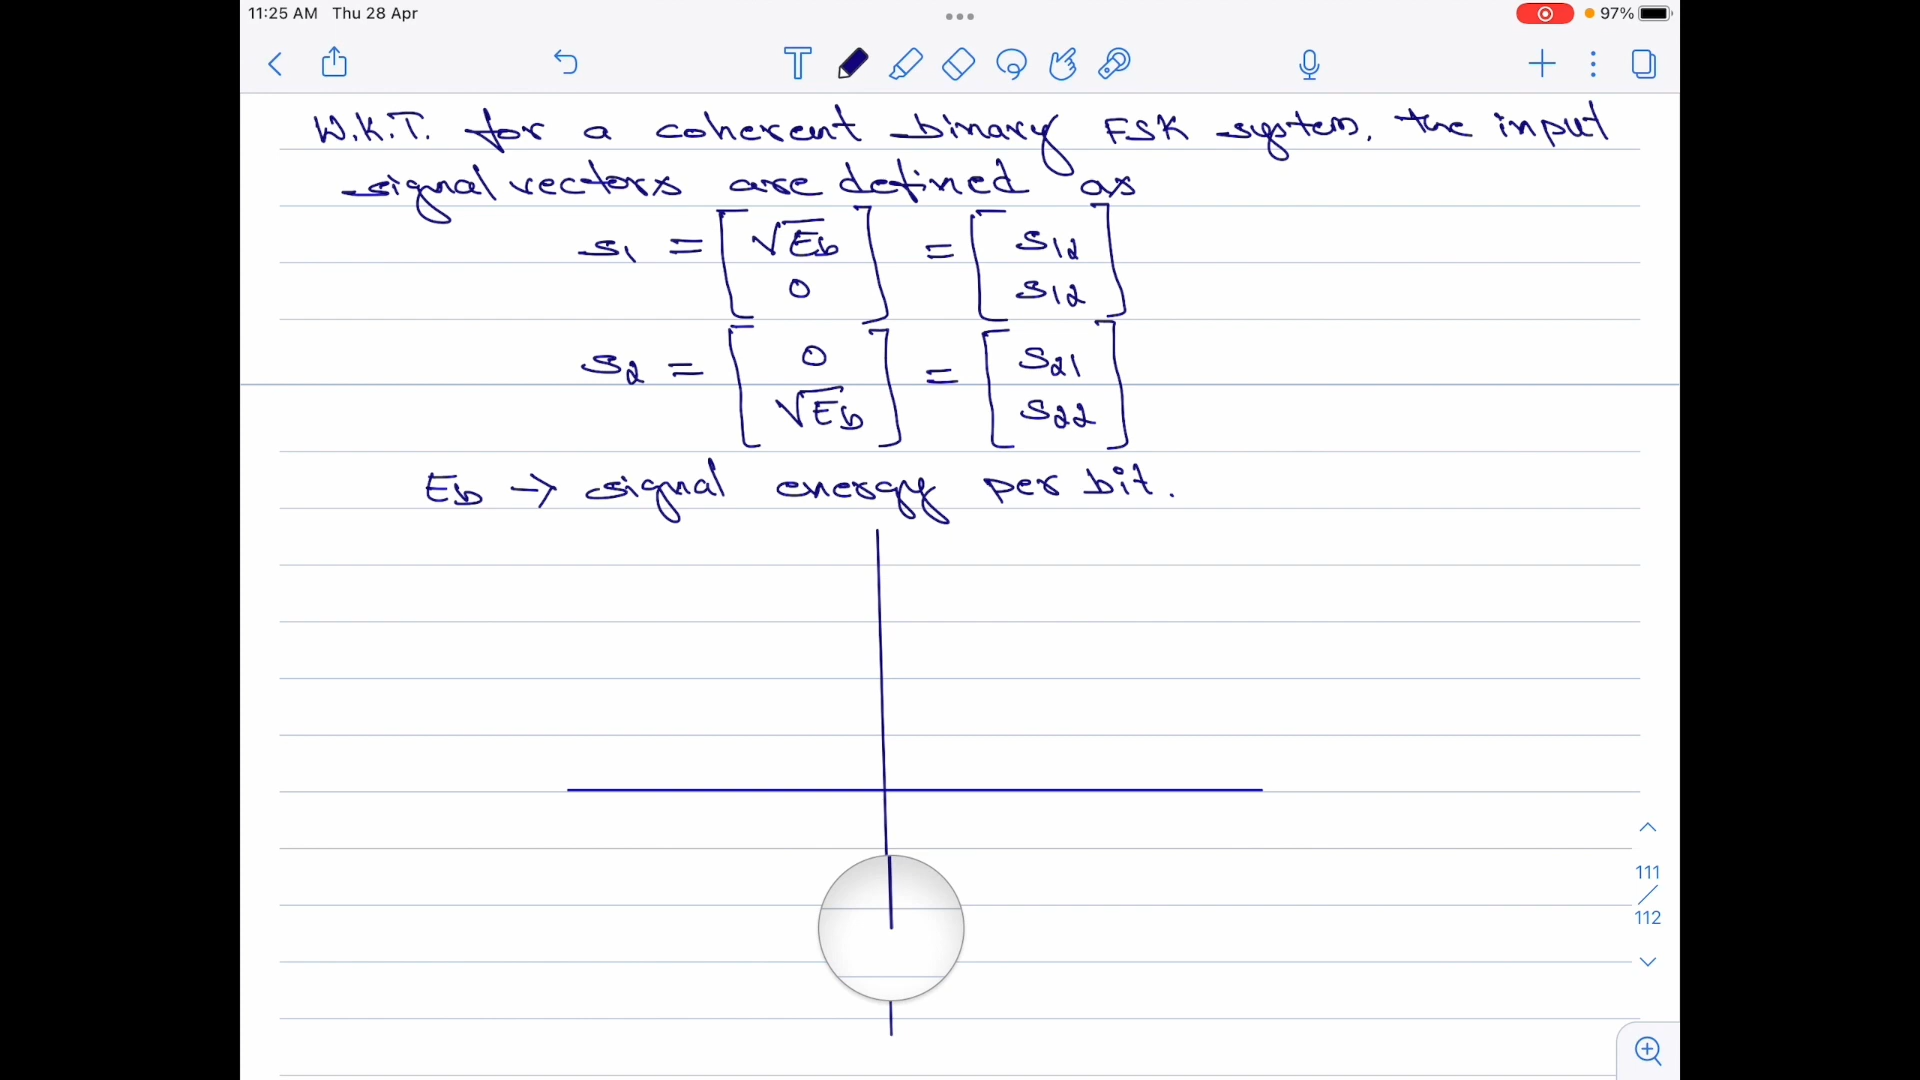 11:25 AM Thu 28 Apr
97%
W.K.T. for a coherent binary FSK system, the input
signal vectors are defined as
S1 = [√Eb 0] = [S12 S12]
S2 = [0 √Eb] = [S21 S22]
Eb → signal energy per bit.
111
/
112